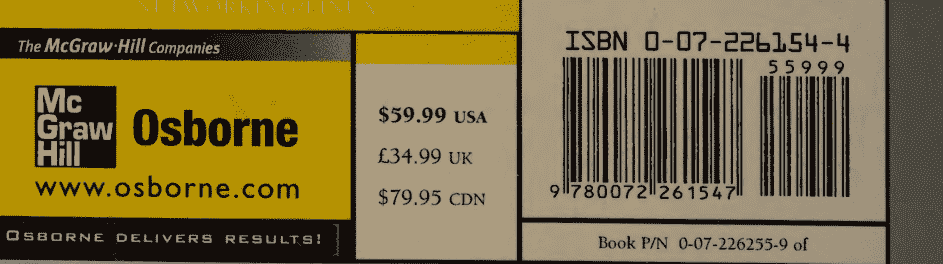 NETWORKING/LINUX
The McGraw·Hill Companies
Mc
Graw
Hill
Osborne
www.osborne.com
OSBORNE DELIVERS RESULTS!
$59.99 USA
£34.99 UK
$79.95 CDN
ISBN 0-07-226154-4
55999
9 780072 261547
Book P/N 0-07-226255-9 of